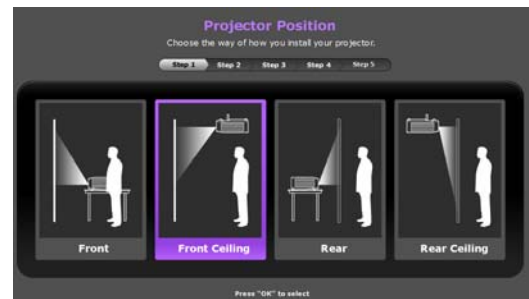 Projector Position
Choose the way of how you install your projector.
Step 1 Step 2 Step 3 Step 4 Step 5
Front Front Ceiling Rear Rear Ceiling
Press "OK" to select